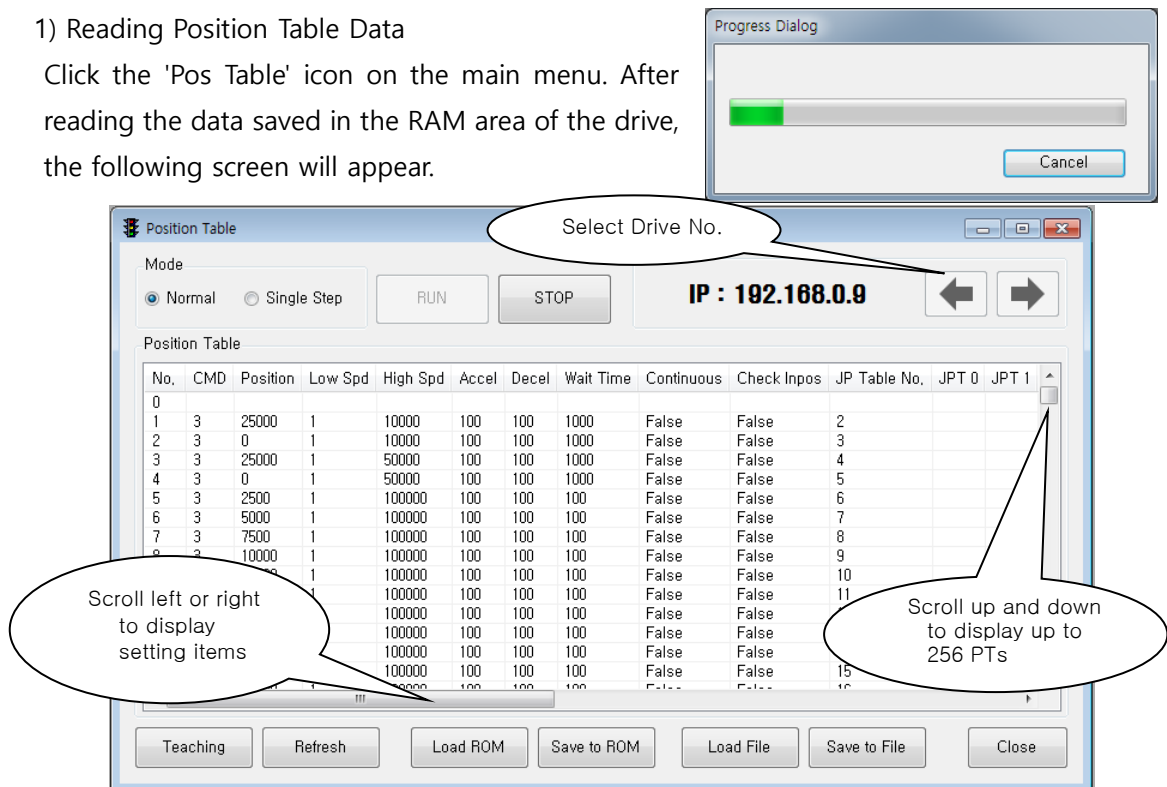 1) Reading Position Table Data
Click the 'Pos Table' icon on the main menu. After
reading the data saved in the RAM area of the drive,
the following screen will appear.
Progress Dialog
Cancel
Position Table
Select Drive No.
Mode
Normal Single Step RUN STOP IP : 192.168.0.9
Position Table
No. CMD Position Low Spd High Spd Accel Decel Wait Time Continuous Check Inpos JP Table No. JPT 0 JPT 1
0
1 3 25000 1 10000 100 100 1000 False False 2
2 3 0 1 10000 100 100 1000 False False 3
3 3 25000 1 50000 100 100 1000 False False 4
4 3 0 1 50000 100 100 1000 False False 5
5 3 2500 1 100000 100 100 100 False False 6
6 3 5000 1 100000 100 100 100 False False 7
7 3 7500 1 100000 100 100 100 False False 8
8 3 10000 1 100000 100 100 100 False False 9
1 100000 100 100 100 False False 10
100000 100 100 100 False False 11
100000 100 100 100 False False
100000 100 100 100 False False
100000 100 100 100 False False
100000 100 100 100 False False 15
Scroll left or right
to display
setting items
Scroll up and down
to display up to
256 PTs
Teaching Refresh Load ROM Save to ROM Load File Save to File Close